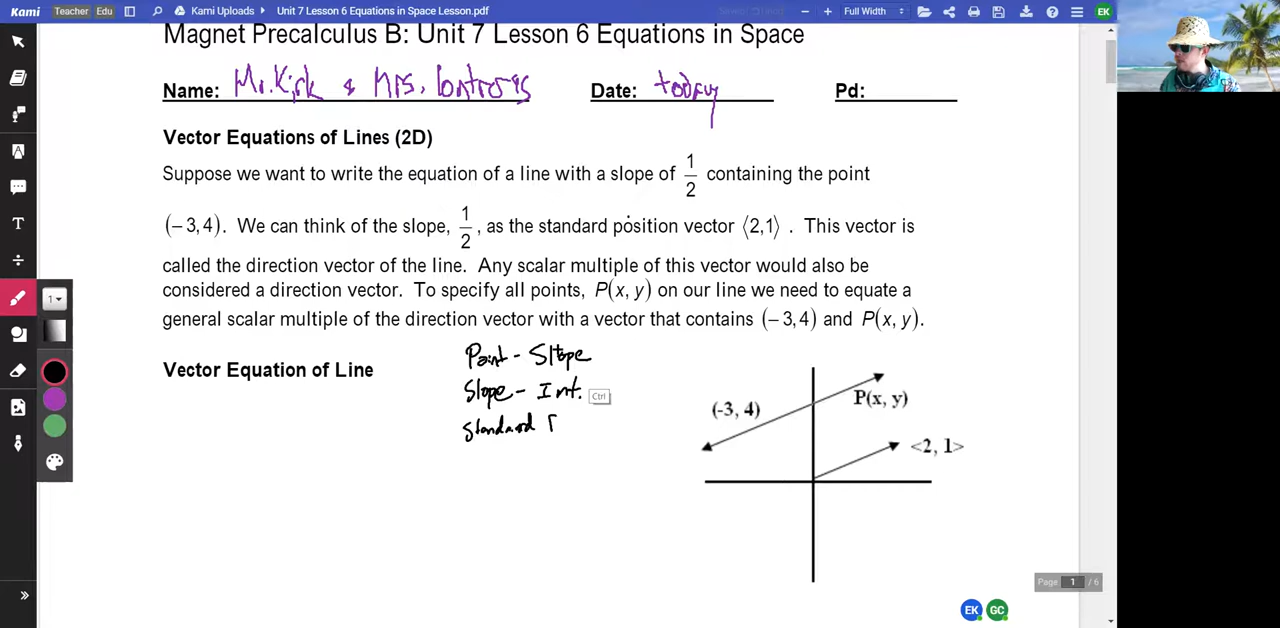 Kami Teacher Edu Kami Uploads > Unit 7 Lesson 6 Equations in Space Lesson.pdf Full Width EK
Magnet Precalculus B: Unit 7 Lesson 6 Equations in Space
Name: Mr. Kirk & Mrs. Contreras Date: today Pd:
Vector Equations of Lines (2D)
Suppose we want to write the equation of a line with a slope of 1/2 containing the point
(−3, 4). We can think of the slope, 1/2, as the standard position vector ⟨2,1⟩ . This vector is
called the direction vector of the line. Any scalar multiple of this vector would also be
considered a direction vector. To specify all points, P(x, y) on our line we need to equate a
general scalar multiple of the direction vector with a vector that contains (−3, 4) and P(x, y).
Vector Equation of Line
Point - Slope
Slope - Int.
Ctrl
Standard F
(-3, 4)
P(x, y)
<2, 1>
Page 1 / 6
EK GC